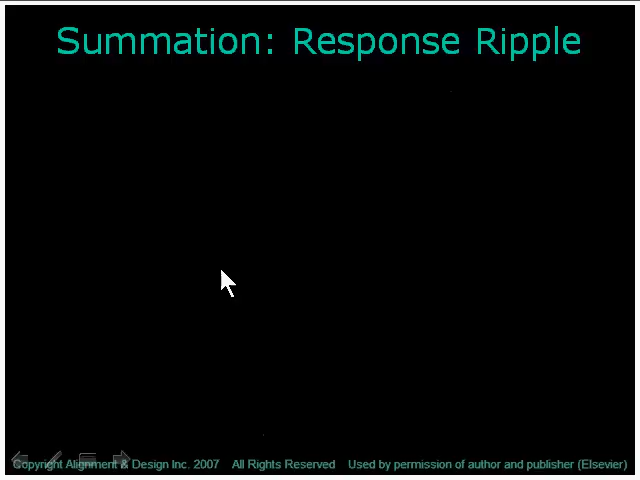 Summation: Response Ripple
Copyright Alignment & Design Inc. 2007 All Rights Reserved Used by permission of author and publisher (Elsevier)